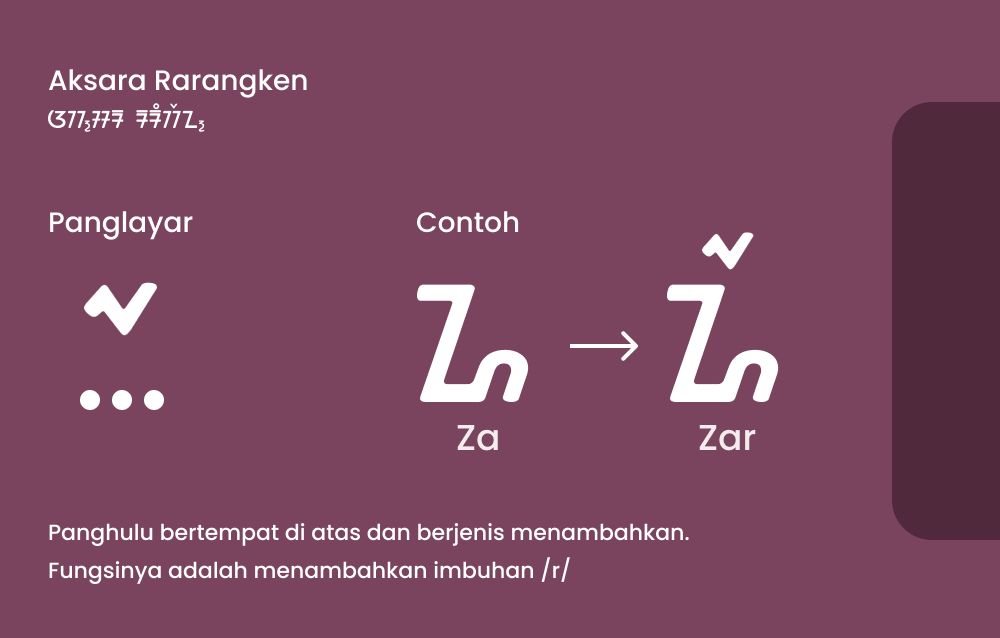 Aksara Rarangken
ᮃᮊ᮪ᮞᮛ ᮛᮛᮀᮊᮨᮔ᮪
Panglayar
Contoh
ᮁ
...
ᮐ → ᮐᮁ
Za
Zar
Panghulu bertempat di atas dan berjenis menambahkan.
Fungsinya adalah menambahkan imbuhan /r/